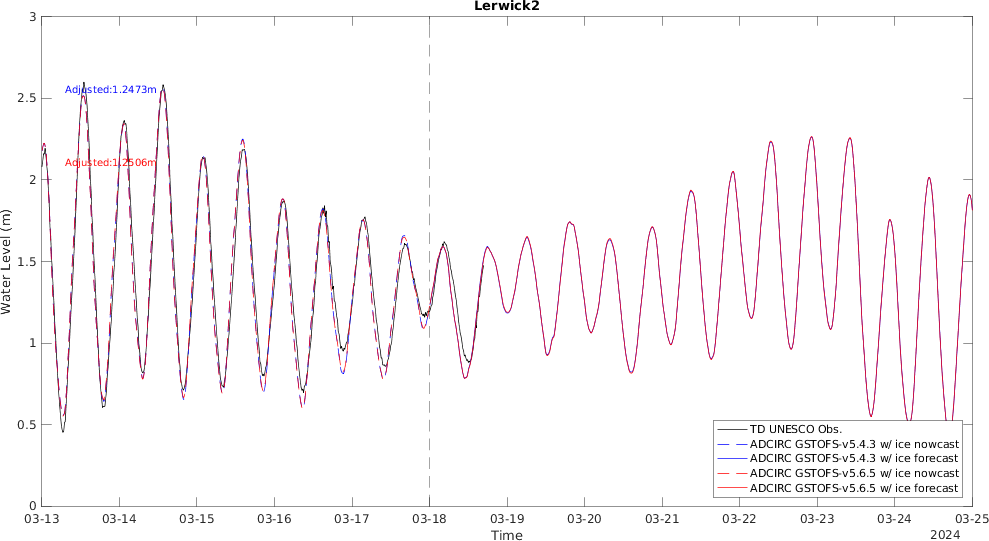 Lerwick2
3
2.5
2
1.5
1
0.5
0
Water Level (m)
Adjusted:1.2473m
Adjusted:1.2506m
TD UNESCO Obs.
ADCIRC GSTOFS-v5.4.3 w/ ice nowcast
ADCIRC GSTOFS-v5.4.3 w/ ice forecast
ADCIRC GSTOFS-v5.6.5 w/ ice nowcast
ADCIRC GSTOFS-v5.6.5 w/ ice forecast
03-13 03-14 03-15 03-16 03-17 03-18 03-19 03-20 03-21 03-22 03-23 03-24 03-25
Time
2024